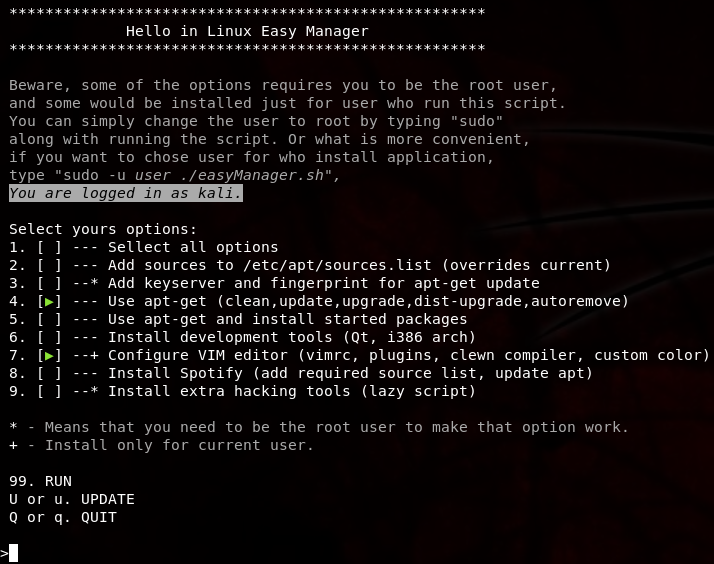 *****************************************************
Hello in Linux Easy Manager
*****************************************************
Beware, some of the options requires you to be the root user,
and some would be installed just for user who run this script.
You can simply change the user to root by typing "sudo"
along with running the script. Or what is more convenient,
if you want to chose user for who install application,
type "sudo -u user ./easyManager.sh",
You are logged in as kali.
Select yours options:
1. [ ] --- Sellect all options
2. [ ] --- Add sources to /etc/apt/sources.list (overrides current)
3. [ ] --* Add keyserver and fingerprint for apt-get update
4. [▶] --- Use apt-get (clean,update,upgrade,dist-upgrade,autoremove)
5. [ ] --- Use apt-get and install started packages
6. [ ] --- Install development tools (Qt, i386 arch)
7. [▶] --+ Configure VIM editor (vimrc, plugins, clewn compiler, custom color)
8. [ ] --- Install Spotify (add required source list, update apt)
9. [ ] --* Install extra hacking tools (lazy script)
* - Means that you need to be the root user to make that option work.
+ - Install only for current user.
99. RUN
U or u. UPDATE
Q or q. QUIT
>